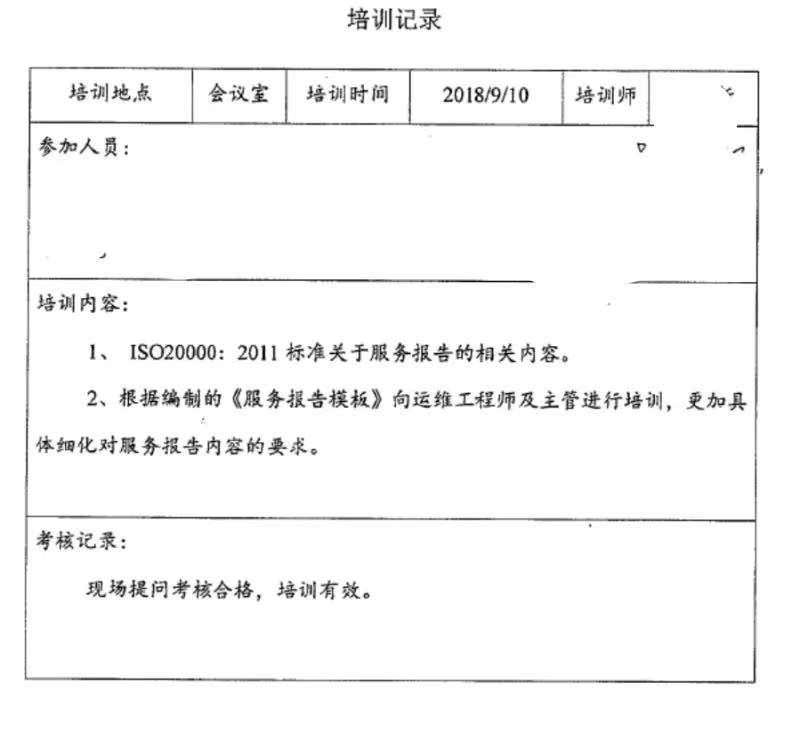 培训记录
培训地点 会议室 培训时间 2018/9/10 培训师
参加人员：
培训内容：
1、 ISO20000：2011 标准关于服务报告的相关内容。
2、根据编制的《服务报告模板》向运维工程师及主管进行培训，更加具
体细化对服务报告内容的要求。
考核记录：
现场提问考核合格，培训有效。